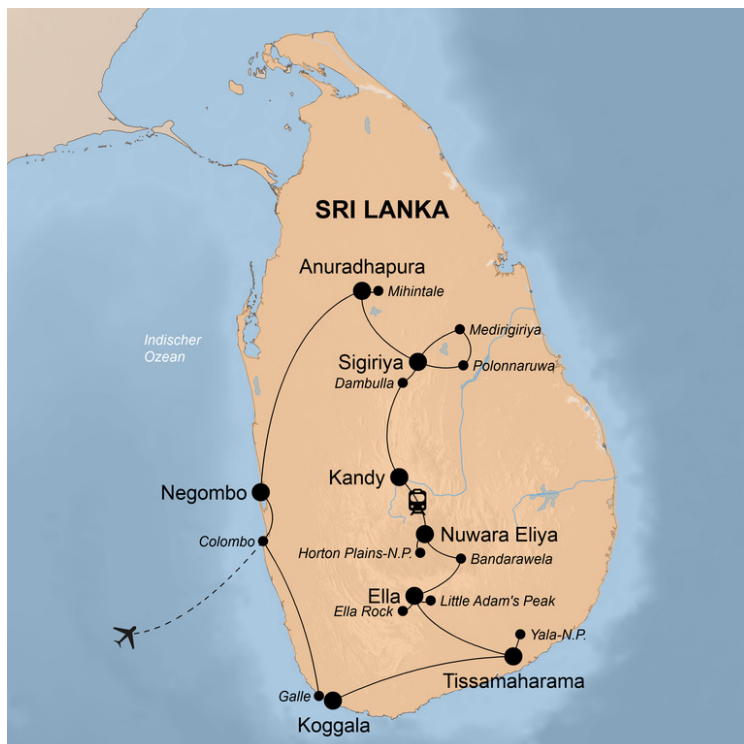 SRI LANKA
Anuradhapura
Mihintale
Medirigiriya
Indischer
Ozean
Sigiriya
Polonnaruwa
Dambulla
Kandy
Negombo
Nuwara Eliya
Colombo
Horton Plains-N.P.
Bandarawela
Ella
Little Adam's Peak
Ella Rock
Yala-N.P.
Tissamaharama
Galle
Koggala